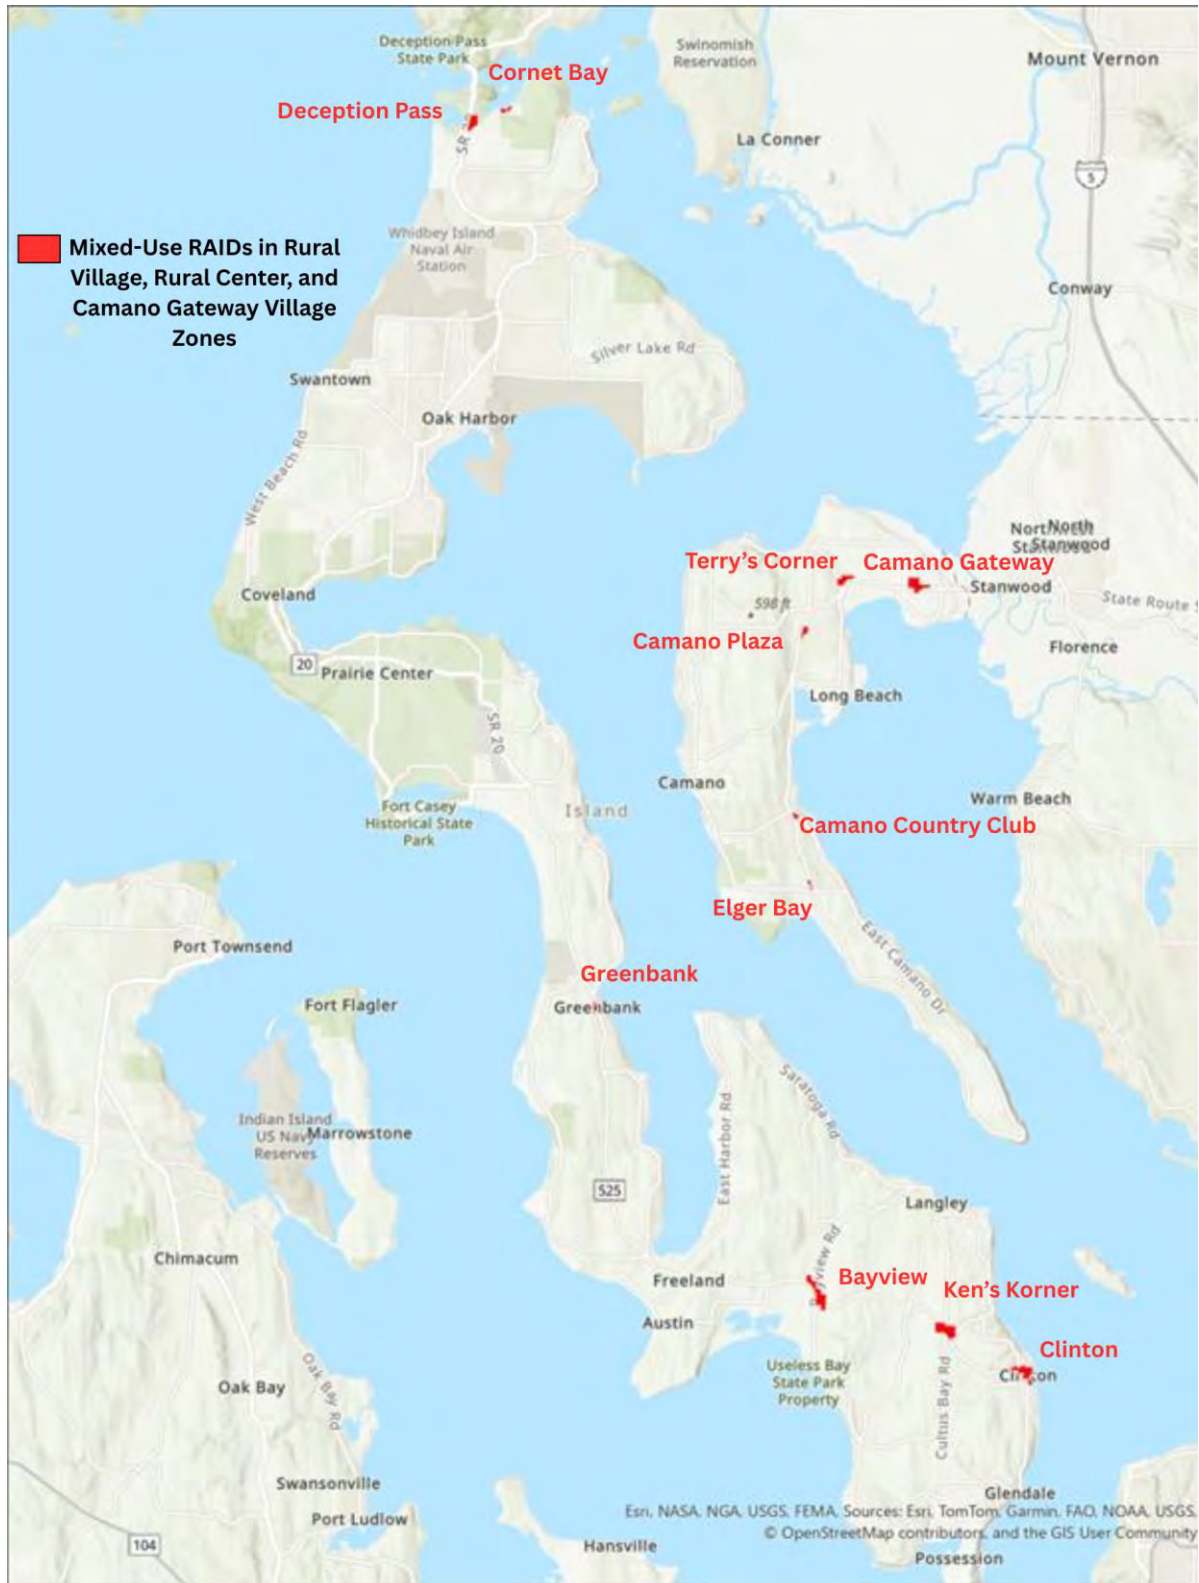 Deception Pass
State Park
Swinomish
Reservation
Mount Vernon
Cornet Bay
Deception Pass
SR
La Conner
5
Mixed-Use RAIDs in Rural
Village, Rural Center, and
Camano Gateway Village
Zones
Whidbey Island
Naval Air
Station
Conway
Silver Lake Rd
Swantown
Oak Harbor
West Beach Rd
North
Stanwood
Terry's Corner
Camano Gateway
Stanwood
State Route
Coveland
598 ft
Camano Plaza
Florence
20
Prairie Center
Long Beach
SR 20
Camano
Warm Beach
Fort Casey
Historical State
Park
Island
Camano Country Club
Elger Bay
East Camano Dr
Port Townsend
Greenbank
Greenbank
Fort Flagler
Saratoga Rd
Indian Island
US Navy
Reserves
Marrowstone
East Harbor Rd
525
Langley
Chimacum
Freeland
Bayview Rd
Bayview
Ken's Korner
Austin
Clinton
Clinton
Useless Bay
State Park
Property
Oak Bay
Oak Bay Rd
Cultus Bay Rd
Swansonville
Glendale
Port Ludlow
Esri, NASA, NGA, USGS, FEMA, Sources: Esri, TomTom, Garmin, FAO, NOAA, USGS,
© OpenStreetMap contributors, and the GIS User Community
104
Hansville
Possession